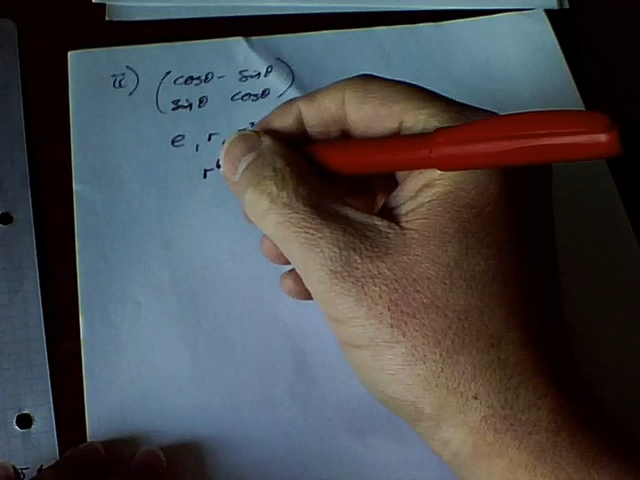 ii) (cosθ - sinθ
sinθ cosθ)
e, r,
r